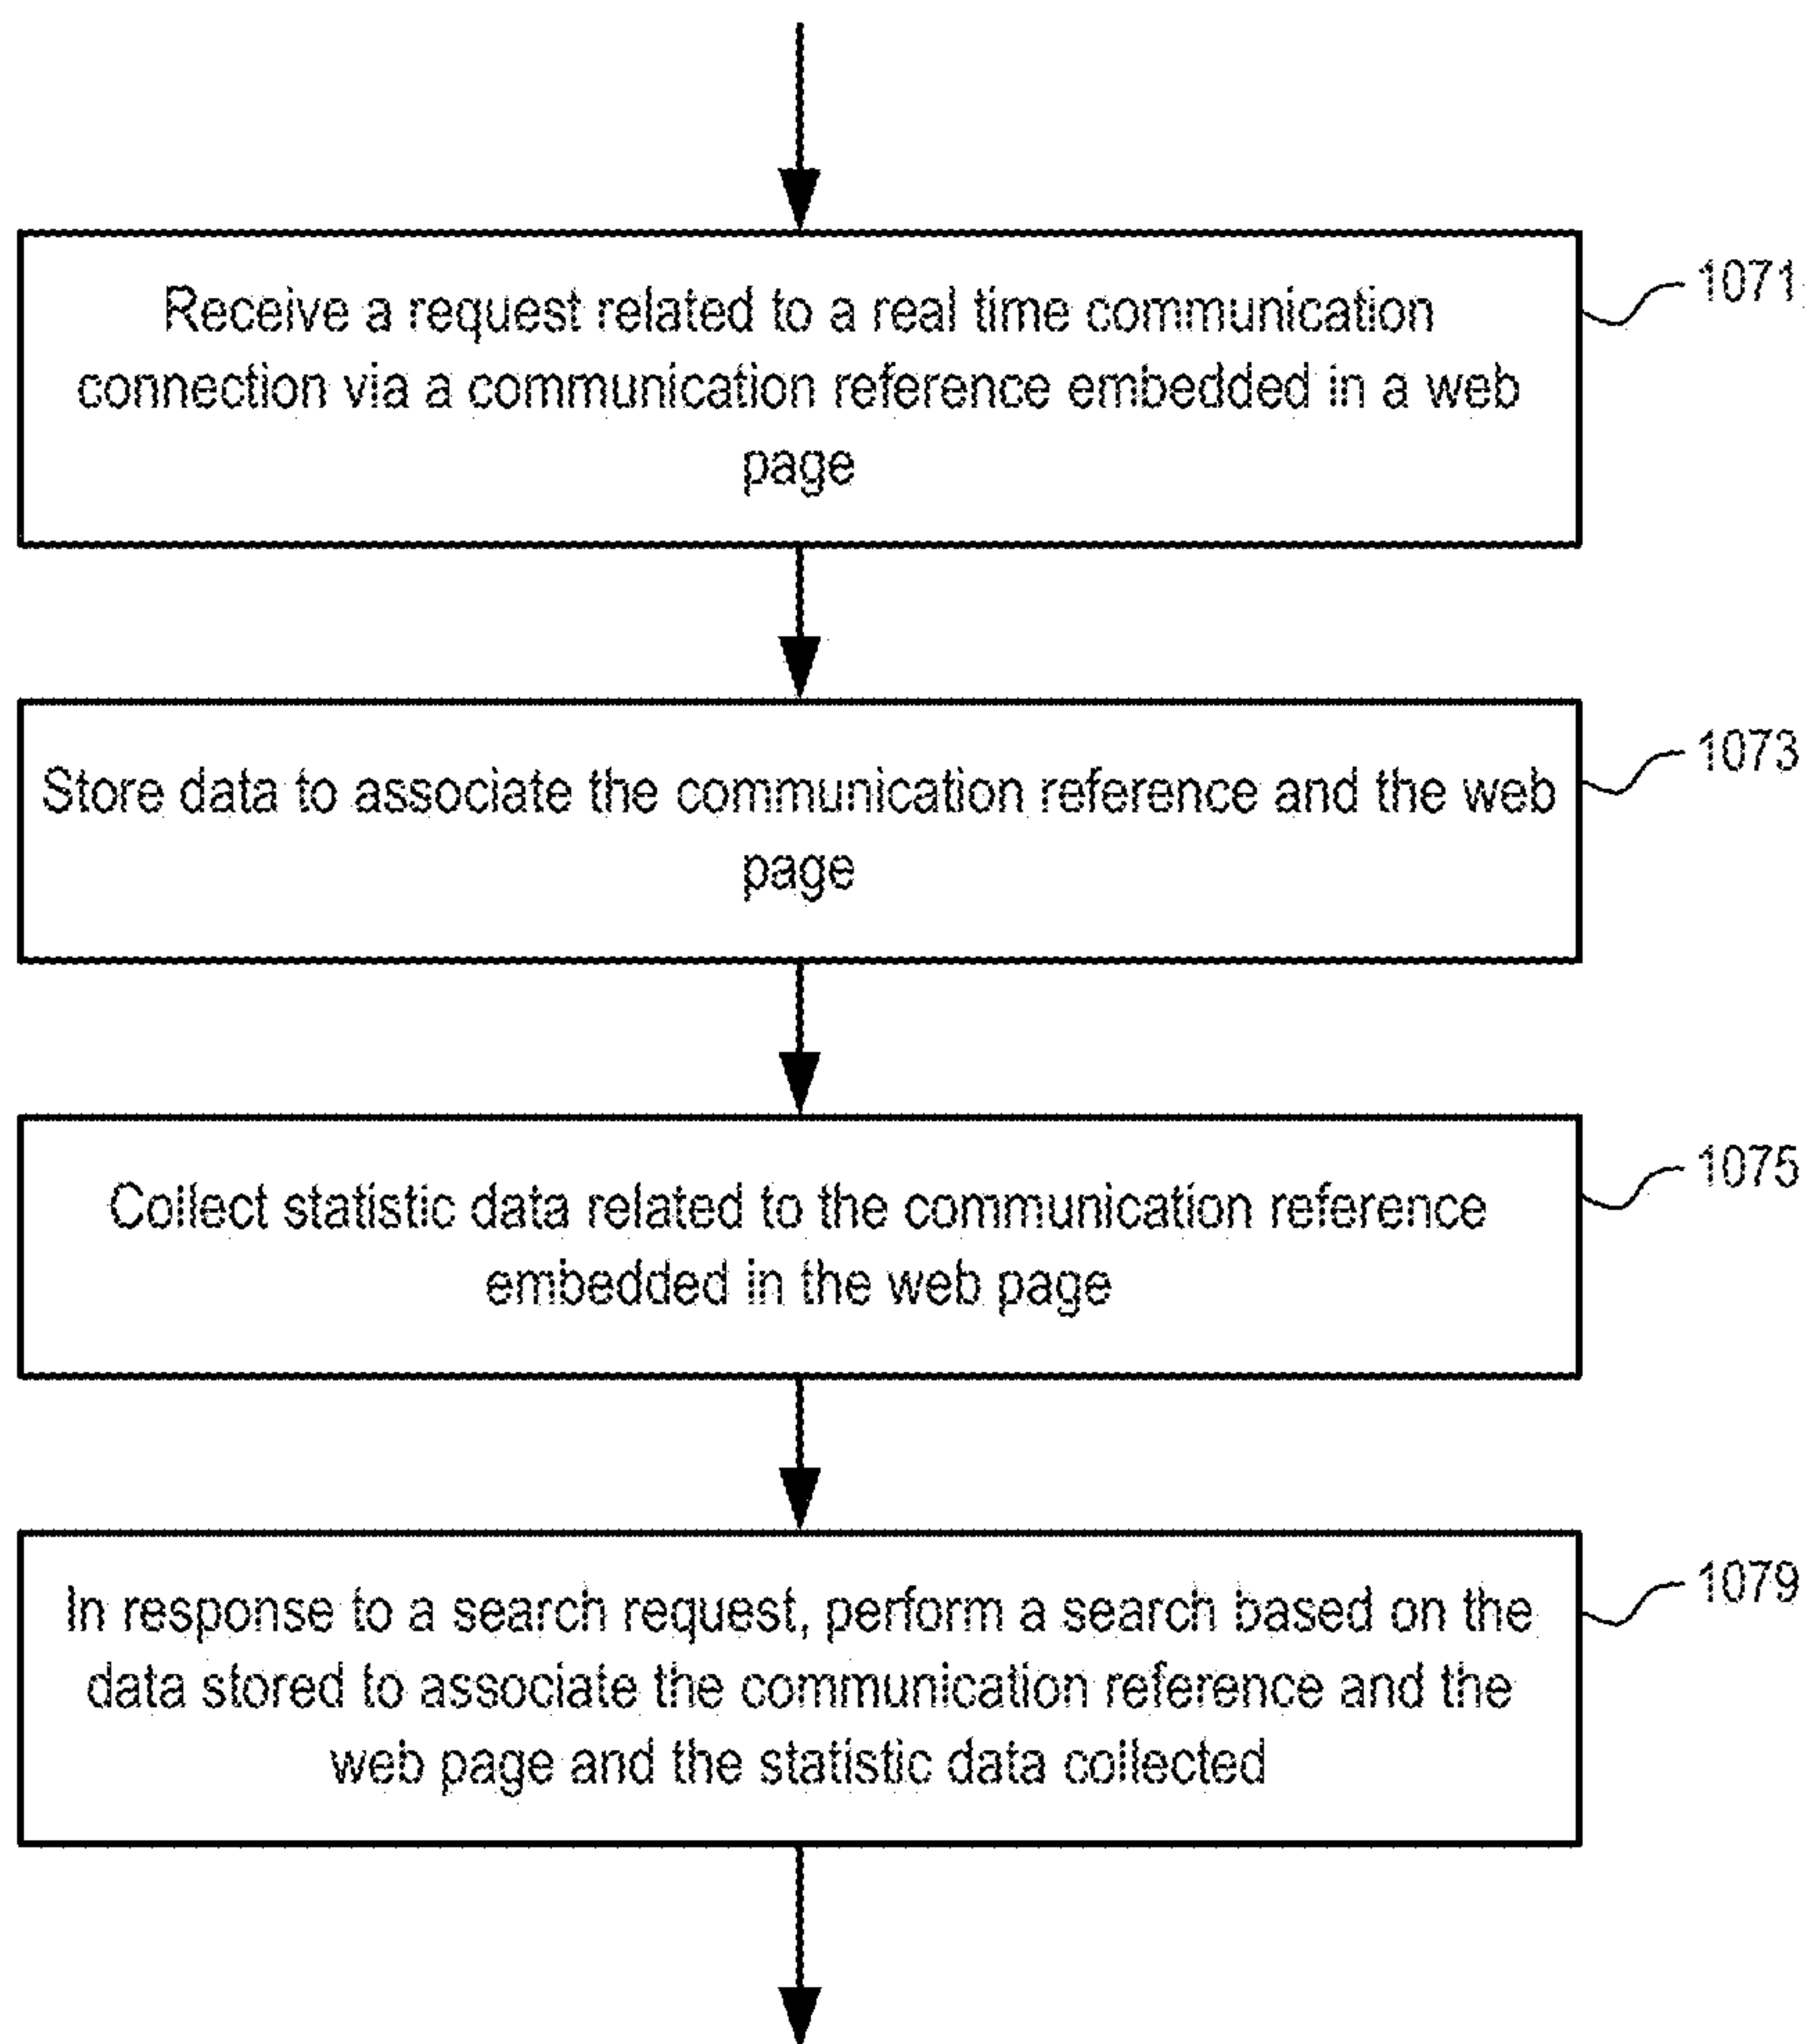 Receive a request related to a real time communication
connection via a communication reference embedded in a web
page
1071
Store data to associate the communication reference and the web
page
1073
Collect statistic data related to the communication reference
embedded in the web page
1075
In response to a search request, perform a search based on the
data stored to associate the communication reference and the
web page and the statistic data collected
1079